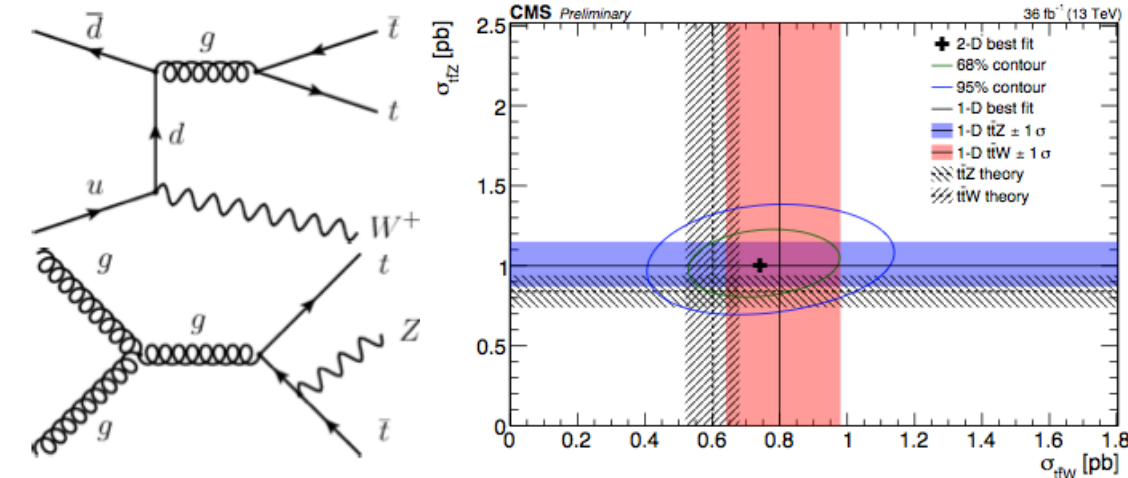 d̅
g
t̅
t
d
u
W⁺
g
t
g
Z
g
t̅
CMS Preliminary
36 fb⁻¹ (13 TeV)
σ_tt̅Z [pb]
2.5
2
1.5
1
0.5
0
2-D best fit
68% contour
95% contour
1-D best fit
1-D tt̅Z ± 1 σ
1-D tt̅W ± 1 σ
tt̅Z theory
tt̅W theory
0 0.2 0.4 0.6 0.8 1 1.2 1.4 1.6 1.8
σ_tt̅W [pb]